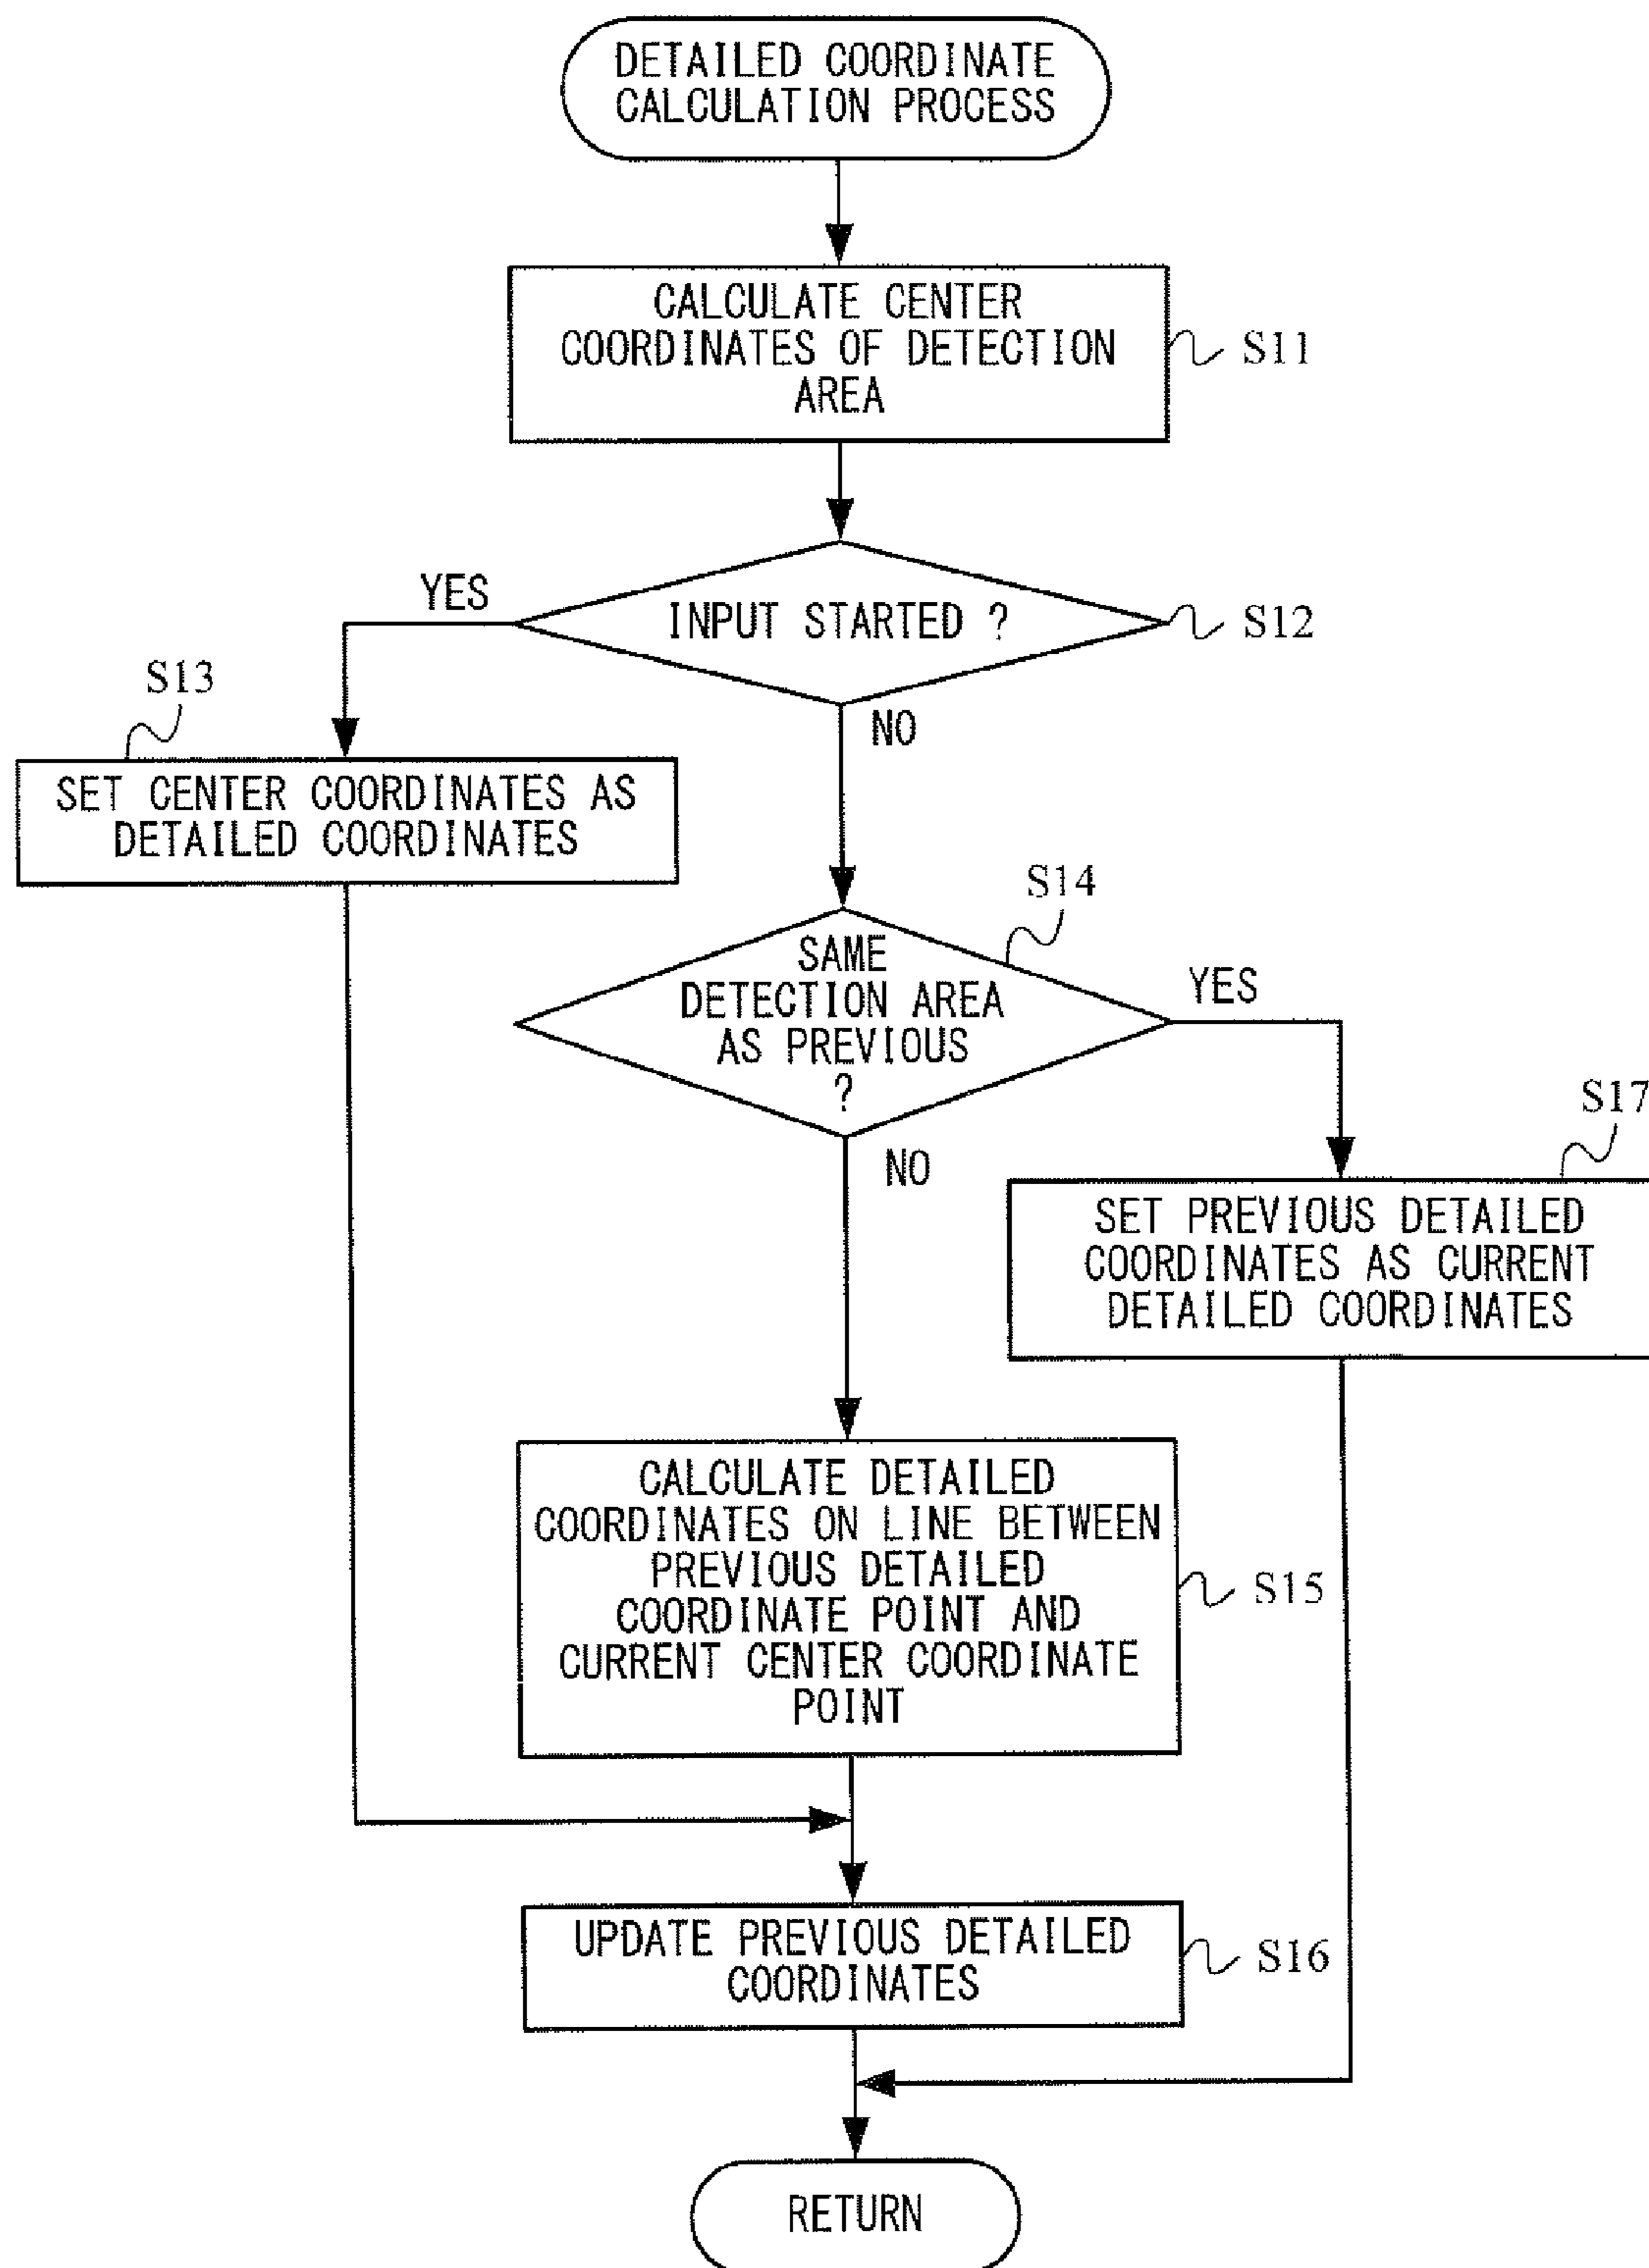 DETAILED COORDINATE
CALCULATION PROCESS
CALCULATE CENTER
COORDINATES OF DETECTION
AREA
S11
YES
INPUT STARTED ?
S12
S13
NO
SET CENTER COORDINATES AS
DETAILED COORDINATES
S14
SAME
DETECTION AREA
AS PREVIOUS
?
YES
S17
NO
SET PREVIOUS DETAILED
COORDINATES AS CURRENT
DETAILED COORDINATES
CALCULATE DETAILED
COORDINATES ON LINE BETWEEN
PREVIOUS DETAILED
COORDINATE POINT AND
CURRENT CENTER COORDINATE
POINT
S15
UPDATE PREVIOUS DETAILED
COORDINATES
S16
RETURN